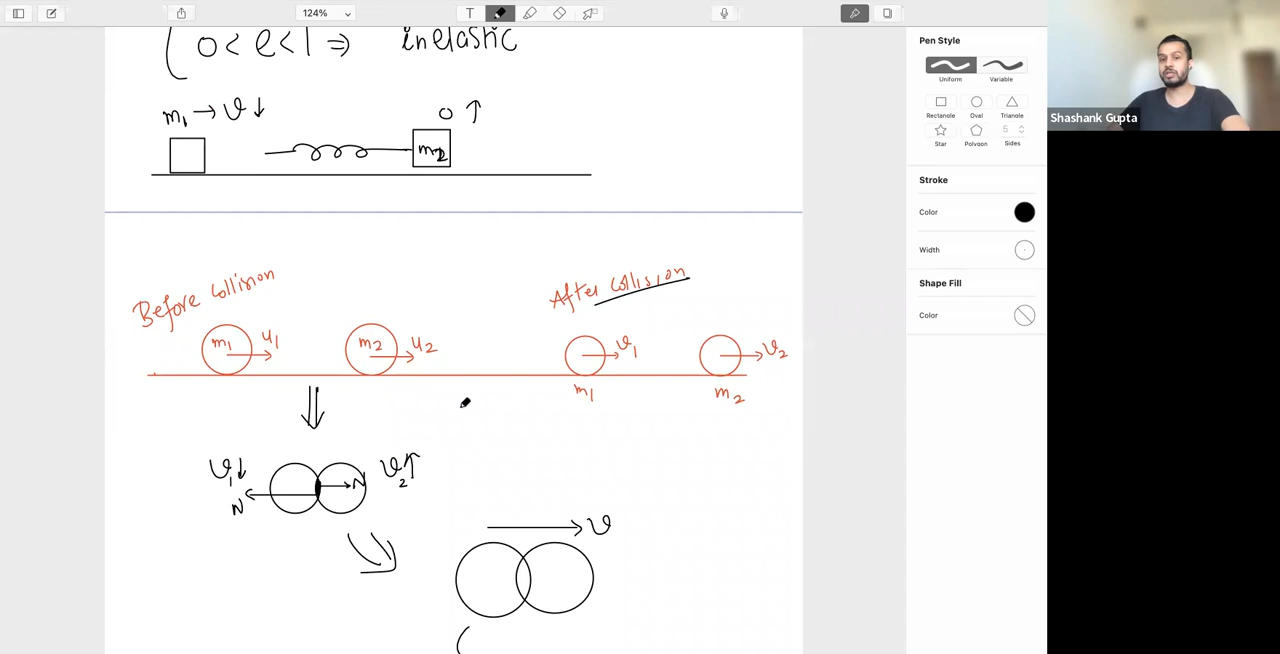 124%
T
Pen Style
Uniform
Variable
Rectangle
Oval
Triangle
Star
Polygon
5
Sides
Stroke
Color
Width
Shape Fill
Color
Shashank Gupta
0 < e < 1 ⇒ inelastic
m₁ → v ↓
0 ↑
m₂
Before collision
After collision
m₁
u₁
m₂
u₂
v₁
v₂
m₁
m₂
v₁↓
v₂↑
N
N
v